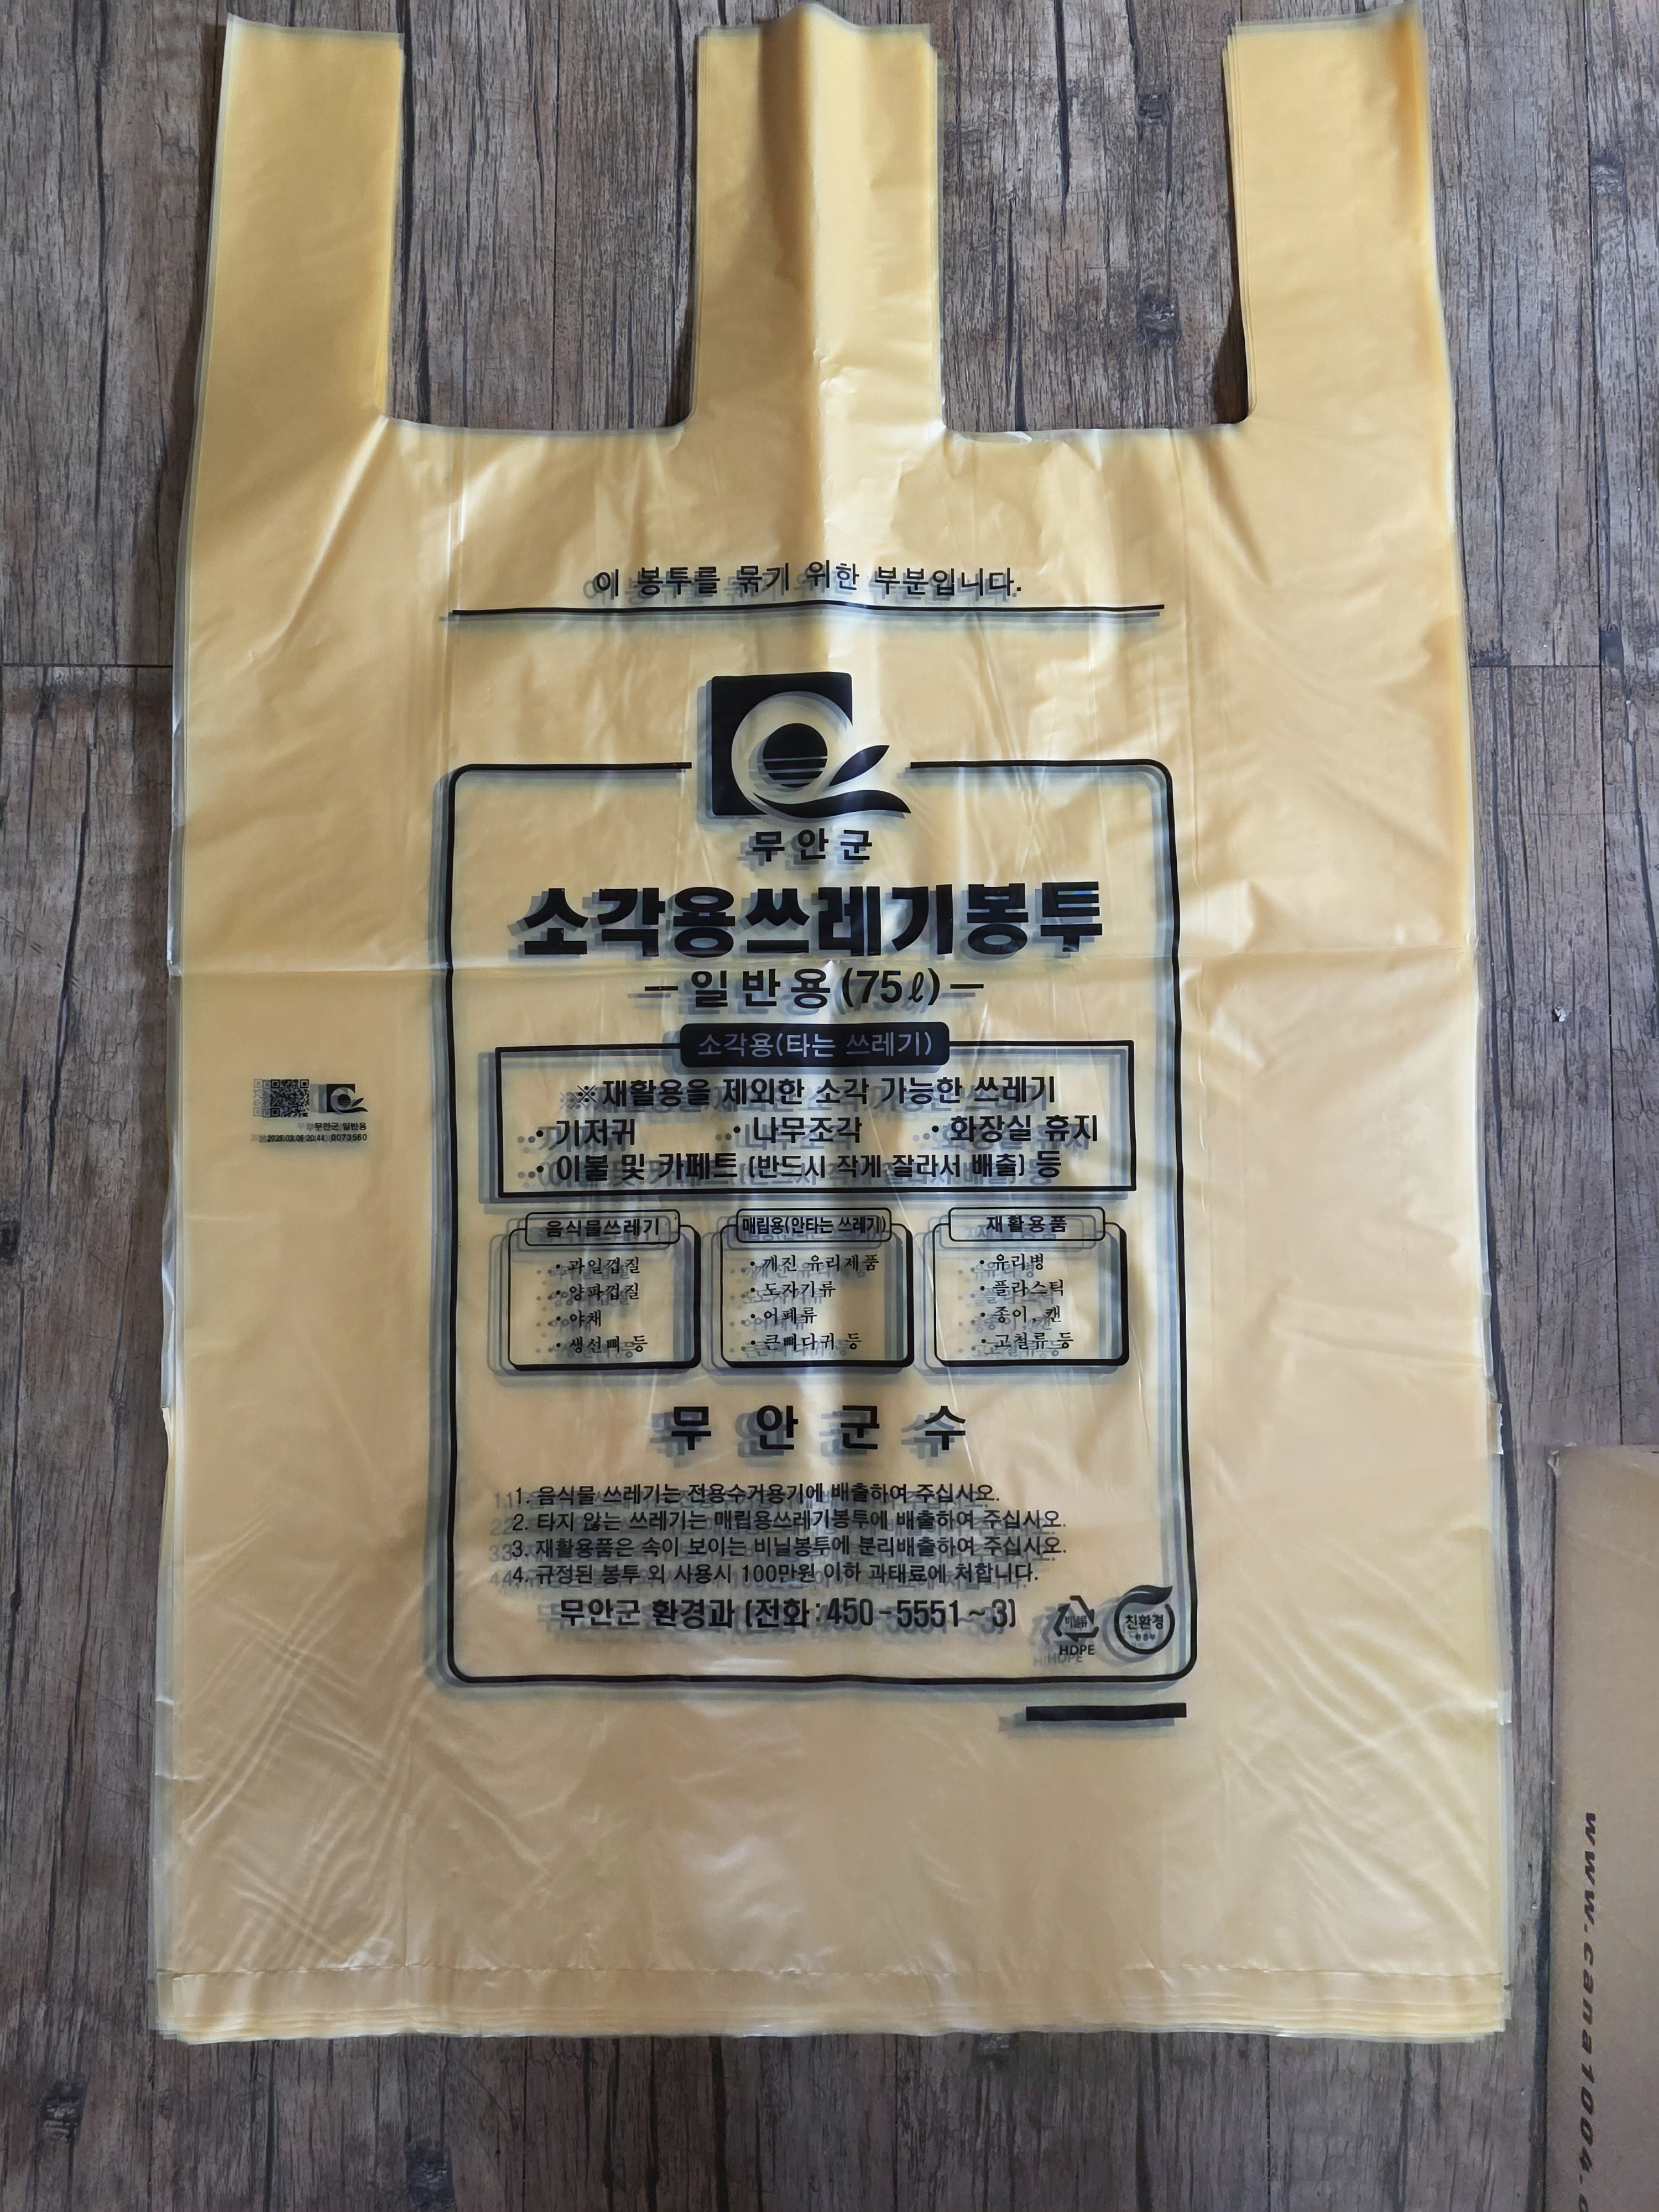 이 봉투를 묶기 위한 부분입니다.
무안군
소각용쓰레기봉투
－일반용(75ℓ)－
소각용(타는 쓰레기)
※재활용을 제외한 소각 가능한 쓰레기
• 기저귀 • 나무조각 • 화장실 휴지
• 이불 및 카페트 (반드시 작게 잘라서 배출) 등
음식물쓰레기
• 과일껍질
• 양파껍질
• 야채
• 생선뼈 등
매립용(안타는 쓰레기)
• 깨진 유리제품
• 도자기류
• 어패류
• 큰뼈다귀 등
재활용품
• 유리병
• 플라스틱
• 종이, 캔
• 고철류 등
무안군수
1. 음식물 쓰레기는 전용수거용기에 배출하여 주십시오.
2. 타지 않는 쓰레기는 매립용쓰레기봉투에 배출하여 주십시오.
3. 재활용품은 속이 보이는 비닐봉투에 분리배출하여 주십시오.
4. 규정된 봉투 외 사용시 100만원 이하 과태료에 처합니다.
무안군 환경과 (전화 : 450-5551~3)
비닐류
HDPE
친환경
무안군 일반용
0073560
www.cana1004.